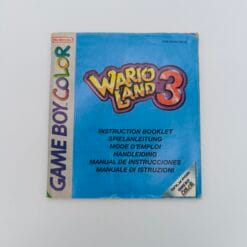 Nintendo
GAME BOY COLOR
WARIO
LAND 3
INSTRUCTION BOOKLET
SPIELANLEITUNG
MODE D'EMPLOI
HANDLEIDING
MANUAL DE INSTRUCCIONES
MANUALE DI ISTRUZIONI